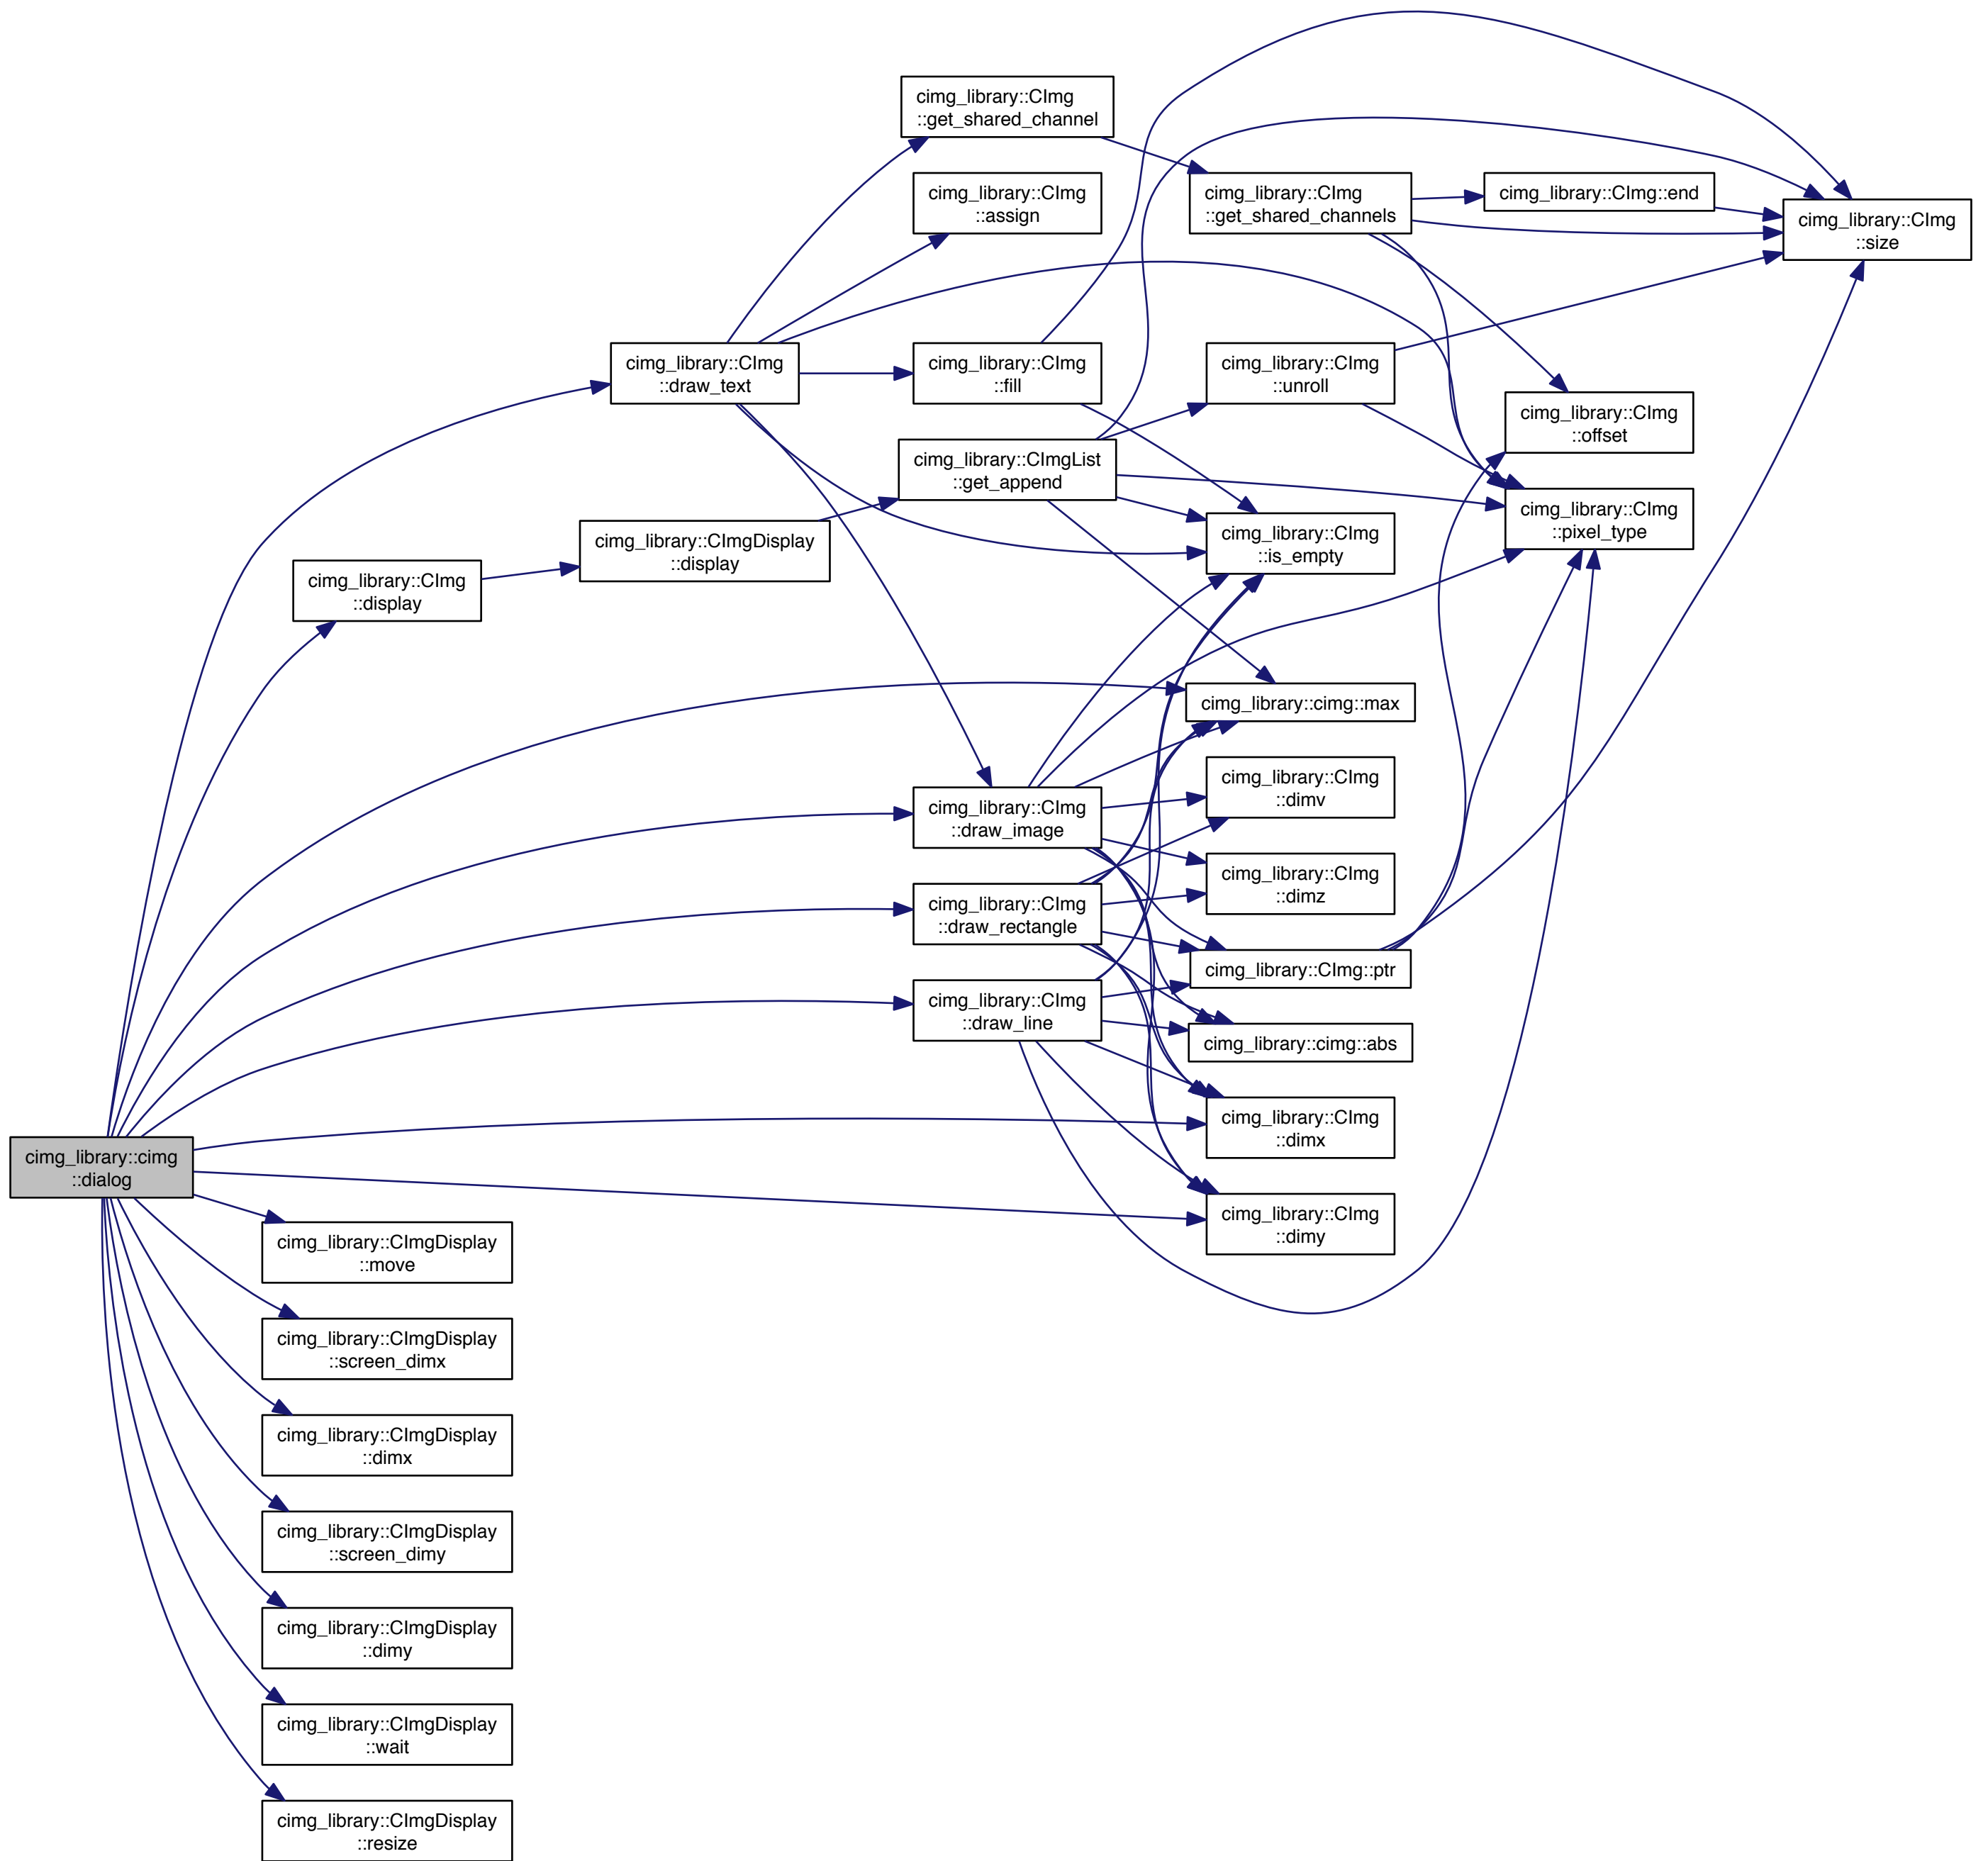 cimg_library::CImg
::get_shared_channel
cimg_library::CImg
::assign
cimg_library::CImg
::get_shared_channels
cimg_library::CImg::end
cimg_library::CImg
::size
cimg_library::CImg
::draw_text
cimg_library::CImg
::fill
cimg_library::CImg
::unroll
cimg_library::CImg
::offset
cimg_library::CImgList
::get_append
cimg_library::CImg
::pixel_type
cimg_library::CImgDisplay
::display
cimg_library::CImg
::is_empty
cimg_library::CImg
::display
cimg_library::cimg::max
cimg_library::CImg
::dimv
cimg_library::CImg
::draw_image
cimg_library::CImg
::dimz
cimg_library::CImg
::draw_rectangle
cimg_library::CImg::ptr
cimg_library::CImg
::draw_line
cimg_library::cimg::abs
cimg_library::CImg
::dimx
cimg_library::cimg
::dialog
cimg_library::CImg
::dimy
cimg_library::CImgDisplay
::move
cimg_library::CImgDisplay
::screen_dimx
cimg_library::CImgDisplay
::dimx
cimg_library::CImgDisplay
::screen_dimy
cimg_library::CImgDisplay
::dimy
cimg_library::CImgDisplay
::wait
cimg_library::CImgDisplay
::resize